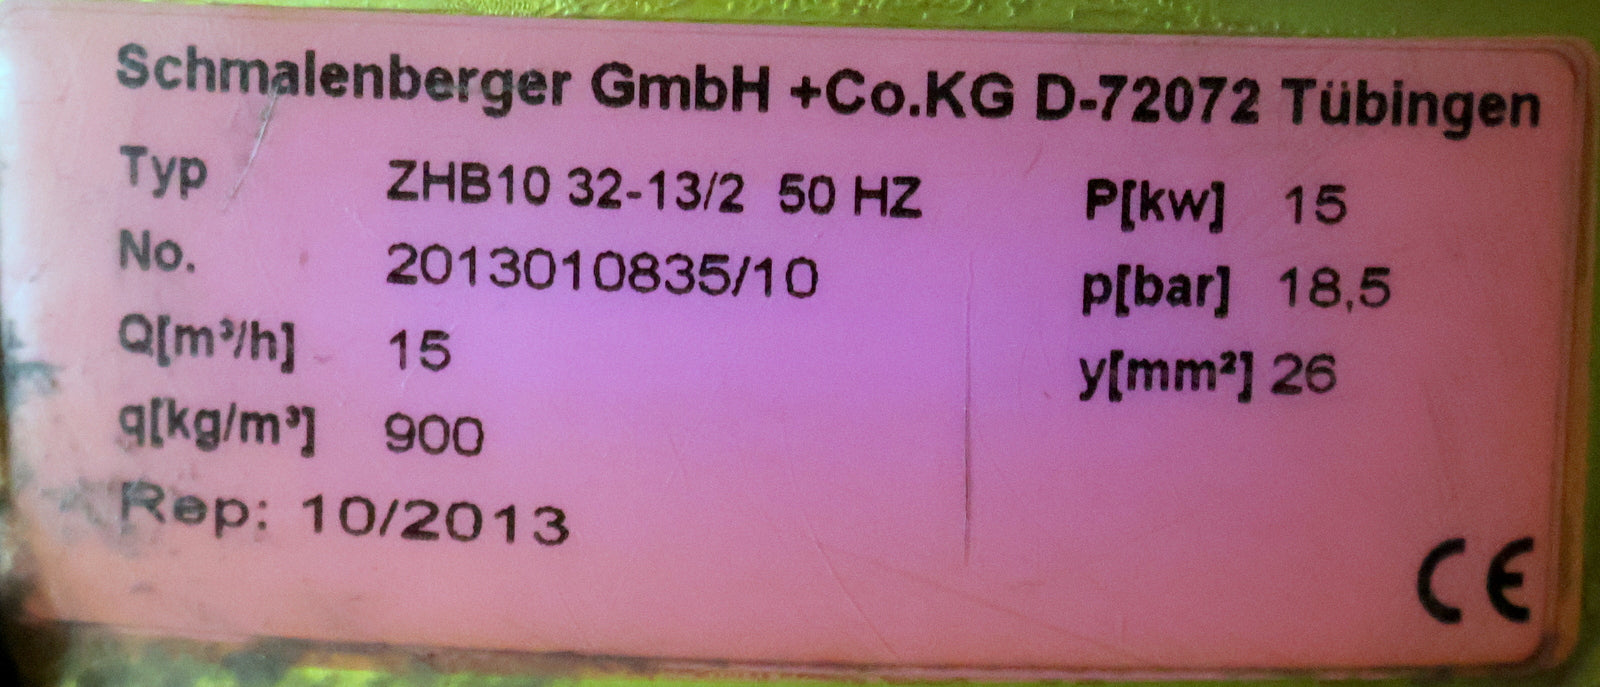 Schmalenberger GmbH +Co.KG D-72072 Tübingen
Typ ZHB10 32-13/2 50 HZ P[kw] 15
No. 2013010835/10 p[bar] 18,5
Q[m³/h] 15 y[mm²] 26
q[kg/m³] 900
Rep: 10/2013
CE